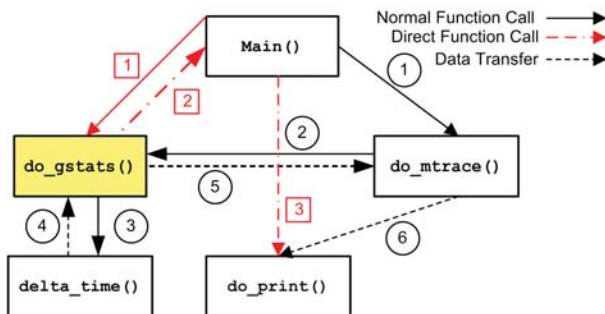 Normal Function Call
Direct Function Call
Data Transfer
Main()
1
2
1
2
do_gstats()
do_mtrace()
5
3
4
3
6
delta_time()
do_print()